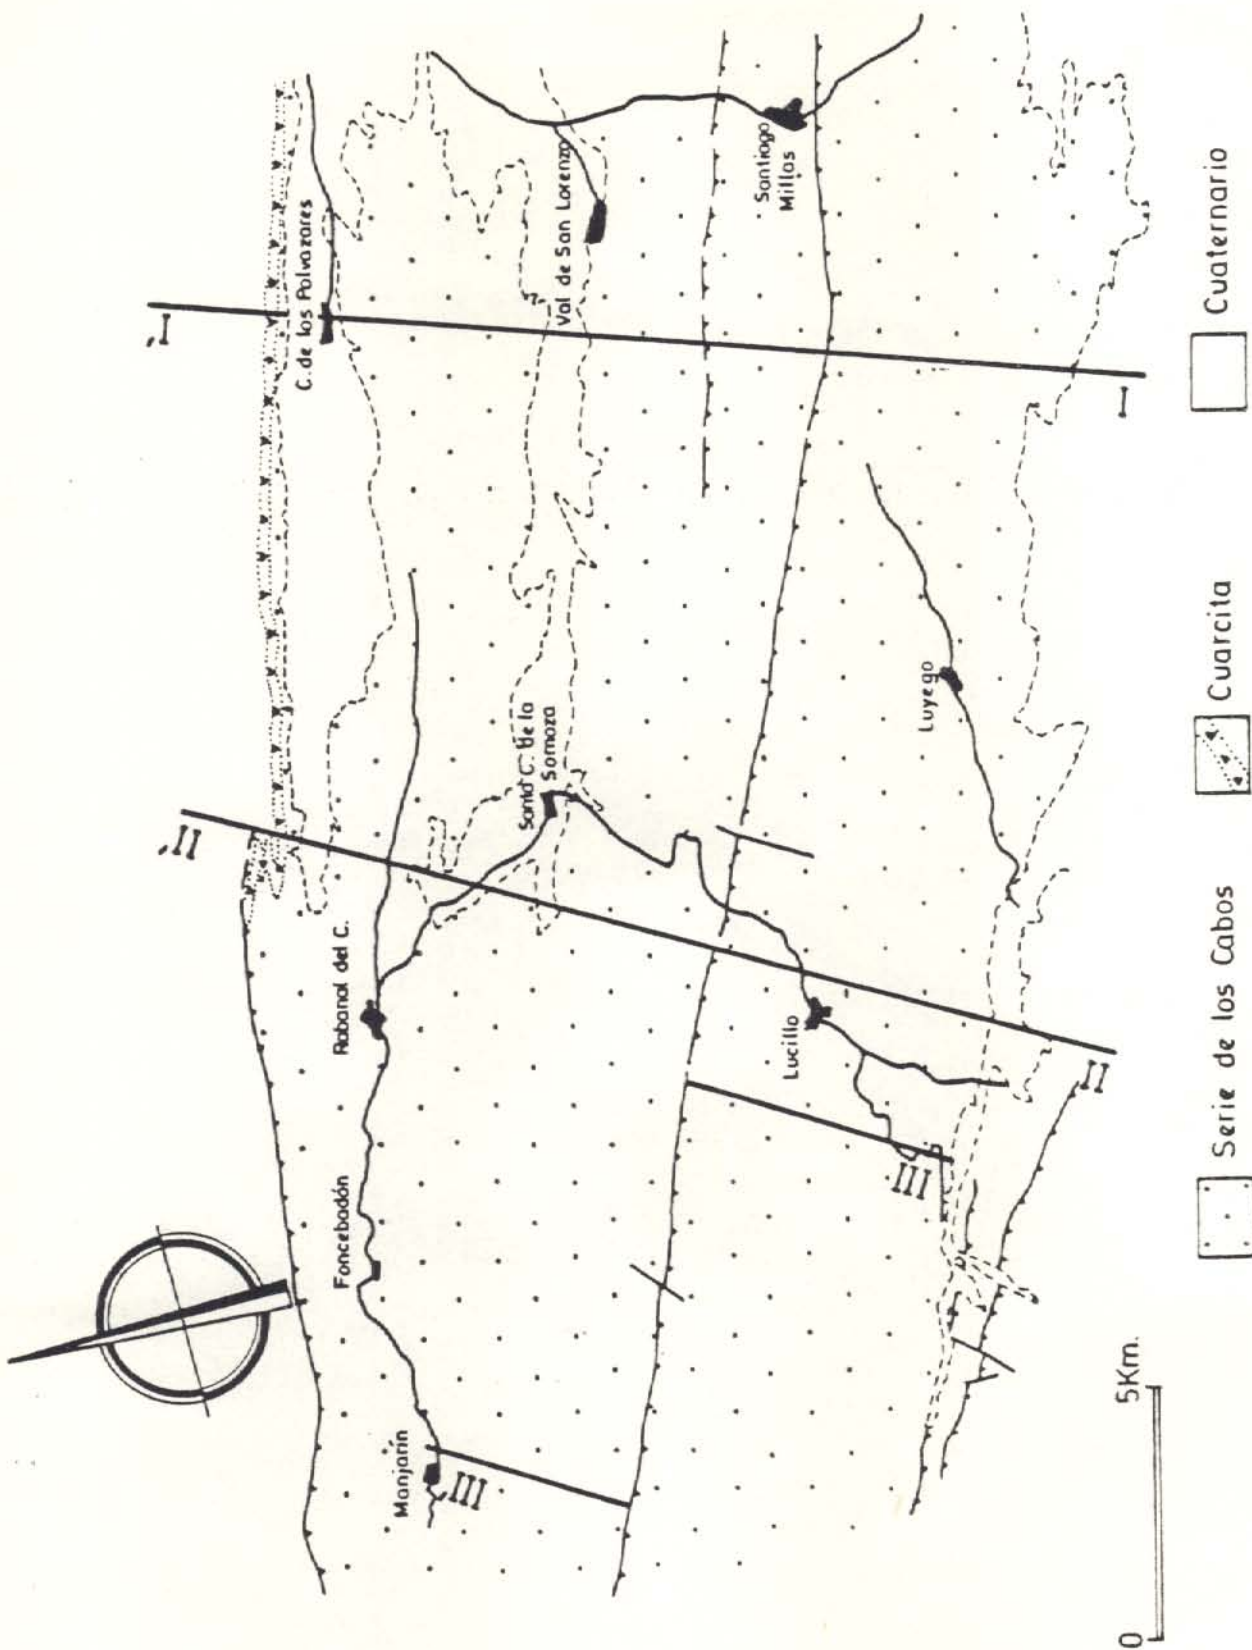 I'
II'
C. de los Polvazares
Val de San Lorenzo
Santiago
Millas
Rabanal del C.
Santa C. de la
Somoza
Foncebadón
Manjarín
III'
Luyego
Lucillo
III
II
I
0 5Km.
Serie de los Cabos
Cuarcita
Cuaternario